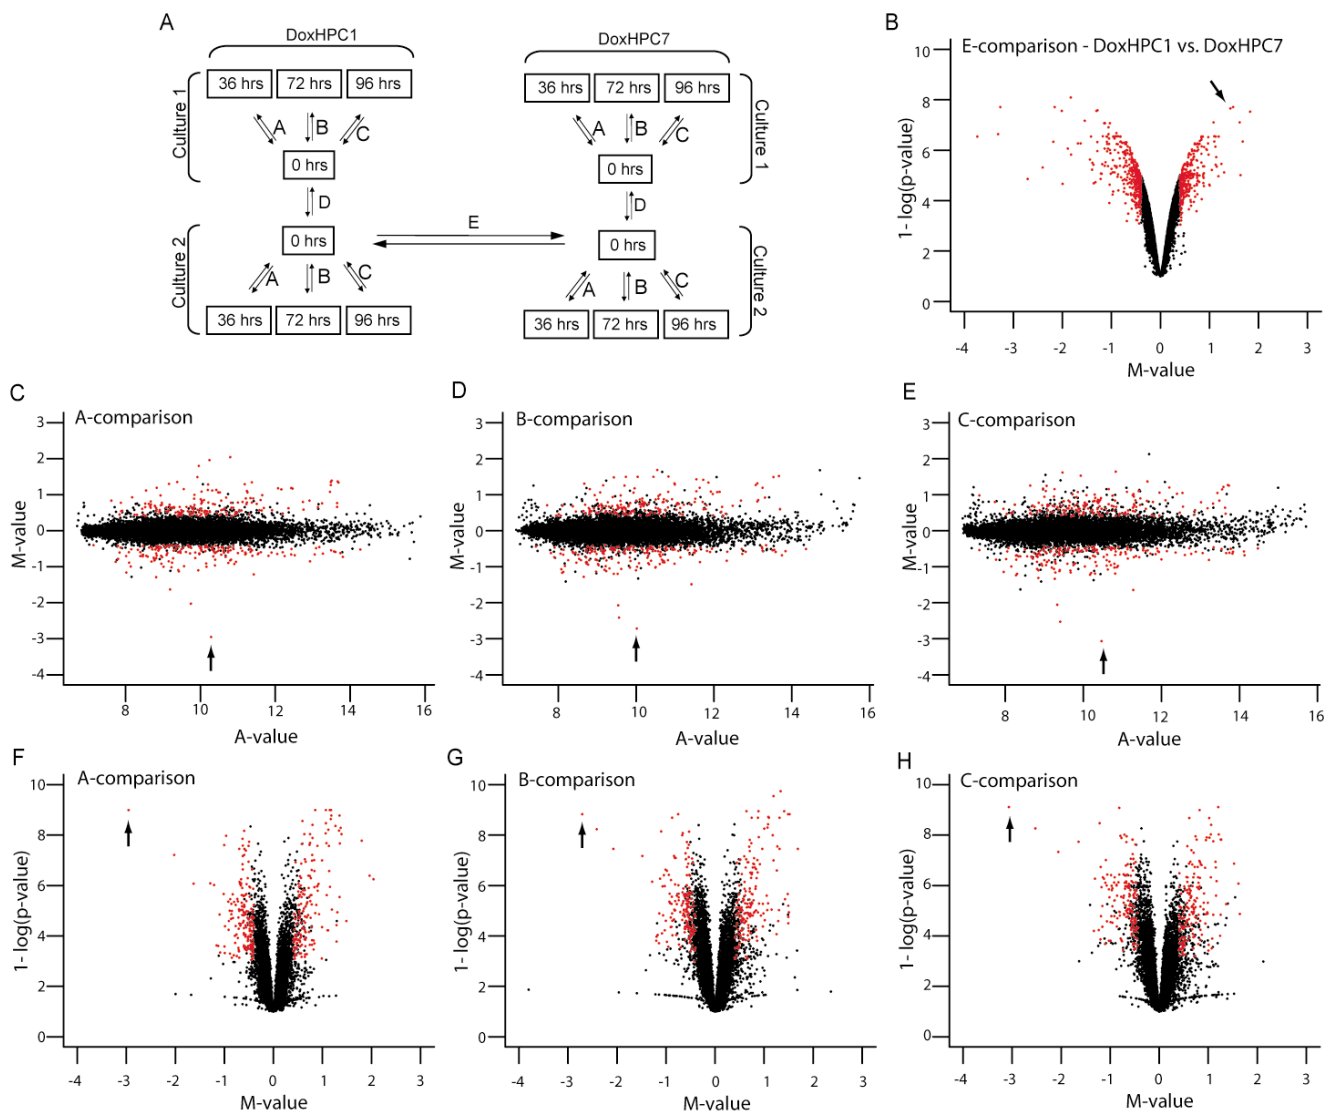 A
DoxHPC1
DoxHPC7
36 hrs 72 hrs 96 hrs
36 hrs 72 hrs 96 hrs
Culture 1
A B C
A B C
Culture 1
0 hrs
0 hrs
D
D
0 hrs
E
0 hrs
Culture 2
A B C
A B C
Culture 2
36 hrs 72 hrs 96 hrs
36 hrs 72 hrs 96 hrs
B
E-comparison - DoxHPC1 vs. DoxHPC7
1- log(p-value)
10
8
6
4
2
0
-4 -3 -2 -1 0 1 2 3
M-value
C
A-comparison
M-value
3
2
1
0
-1
-2
-3
-4
8 10 12 14 16
A-value
D
B-comparison
M-value
3
2
1
0
-1
-2
-3
-4
8 10 12 14 16
A-value
E
C-comparison
M-value
3
2
1
0
-1
-2
-3
-4
8 10 12 14 16
A-value
F
A-comparison
1- log(p-value)
10
8
6
4
2
0
-4 -3 -2 -1 0 1 2 3
M-value
G
B-comparison
1- log(p-value)
10
8
6
4
2
0
-4 -3 -2 -1 0 1 2 3
M-value
H
C-comparison
1- log(p-value)
10
8
6
4
2
0
-4 -3 -2 -1 0 1 2 3
M-value